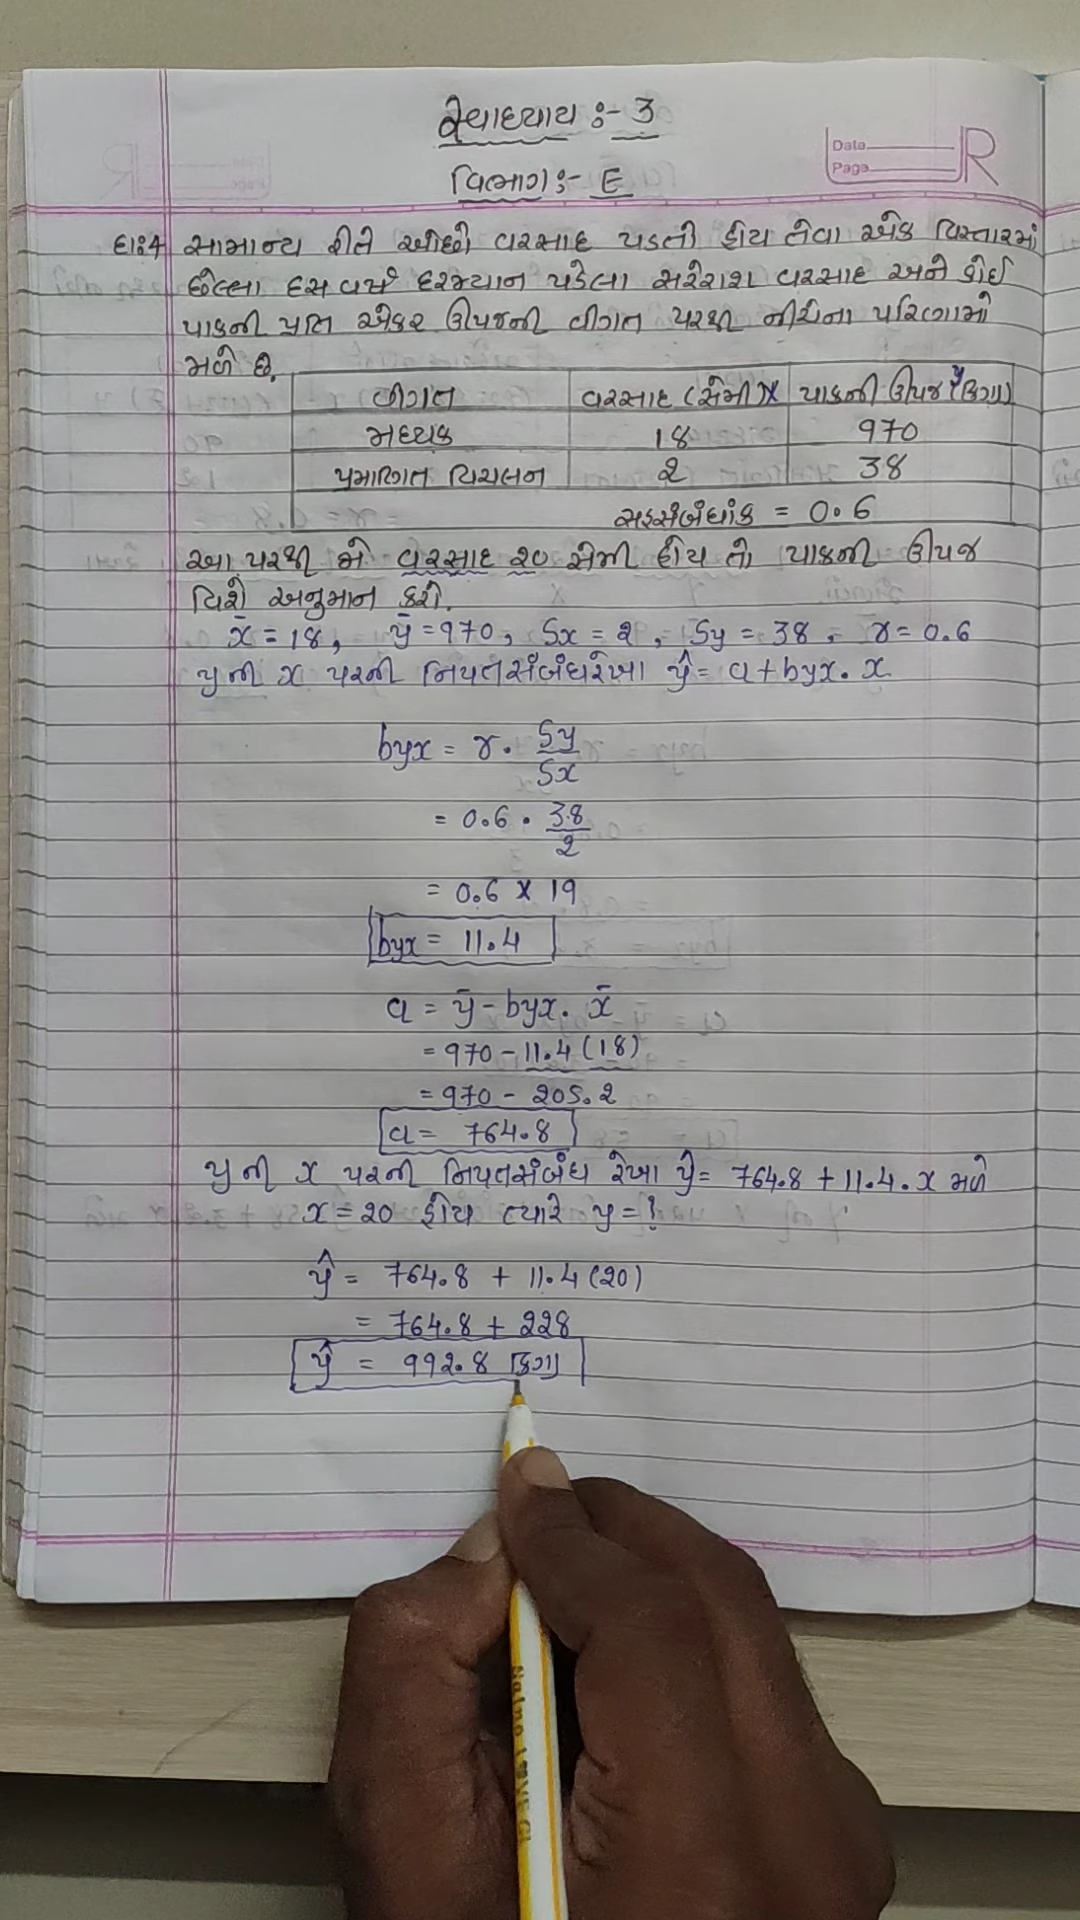 સ્વાધ્યાય :- 3
વિભાગ :- E
Date
Page
R
દા:4 સામાન્ય રીતે ઓછો વરસાદ પડતો હોય તેવા એક વિસ્તારમાં
છેલ્લા દસ વર્ષ દરમ્યાન પડેલા સરેરાશ વરસાદ અને કોઈ
પાકની પ્રતિ એકર ઊપજની વીગત પરથી નીચેના પરિણામો
મળે છે.
વીગત વરસાદ (સેમી) x પાકની ઊપજ y (કિગ્રા)
મધ્યક 18 970
પ્રમાણિત વિચલન 2 38
સહસંબંધાંક = 0.6
આ પરથી જો વરસાદ 20 સેમી હોય તો પાકની ઊપજ
વિશે અનુમાન કરો.
x̄ = 18, ȳ = 970, Sx = 2, Sy = 38, r = 0.6
y ની x પરની નિયતસંબંધરેખા ŷ = a + byx. x
byx = r. Sy/Sx
= 0.6 . 38/2
= 0.6 x 19
byx = 11.4
a = ȳ - byx. x̄
= 970 - 11.4 (18)
= 970 - 205.2
a = 764.8
y ની x પરની નિયતસંબંધ રેખા ŷ = 764.8 + 11.4.x મળે
x = 20 હોય ત્યારે y = ?
ŷ = 764.8 + 11.4 (20)
= 764.8 + 228
ŷ = 992.8 કિગ્રા